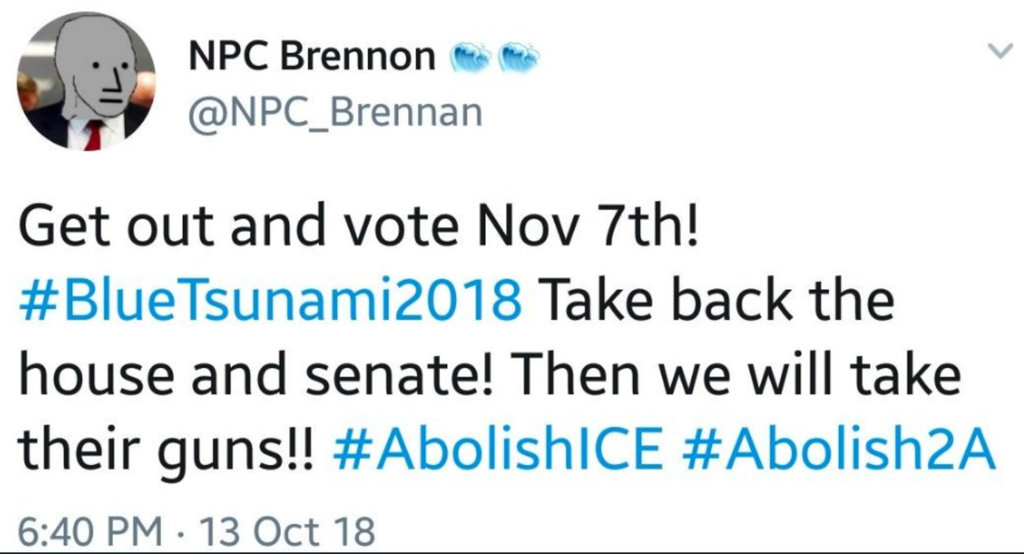 NPC Brennon 🌊🌊
@NPC_Brennan
Get out and vote Nov 7th!
#BlueTsunami2018 Take back the
house and senate! Then we will take
their guns!! #AbolishICE #Abolish2A
6:40 PM · 13 Oct 18